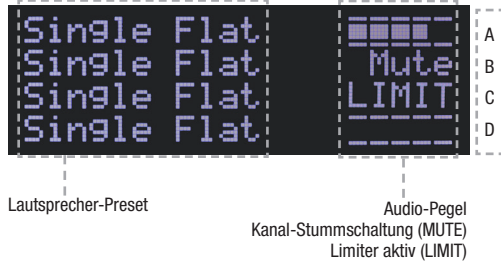 Single Flat
A
Single Flat Mute
B
Single Flat LIMIT
C
Single Flat
D
Lautsprecher-Preset
Audio-Pegel
Kanal-Stummschaltung (MUTE)
Limiter aktiv (LIMIT)